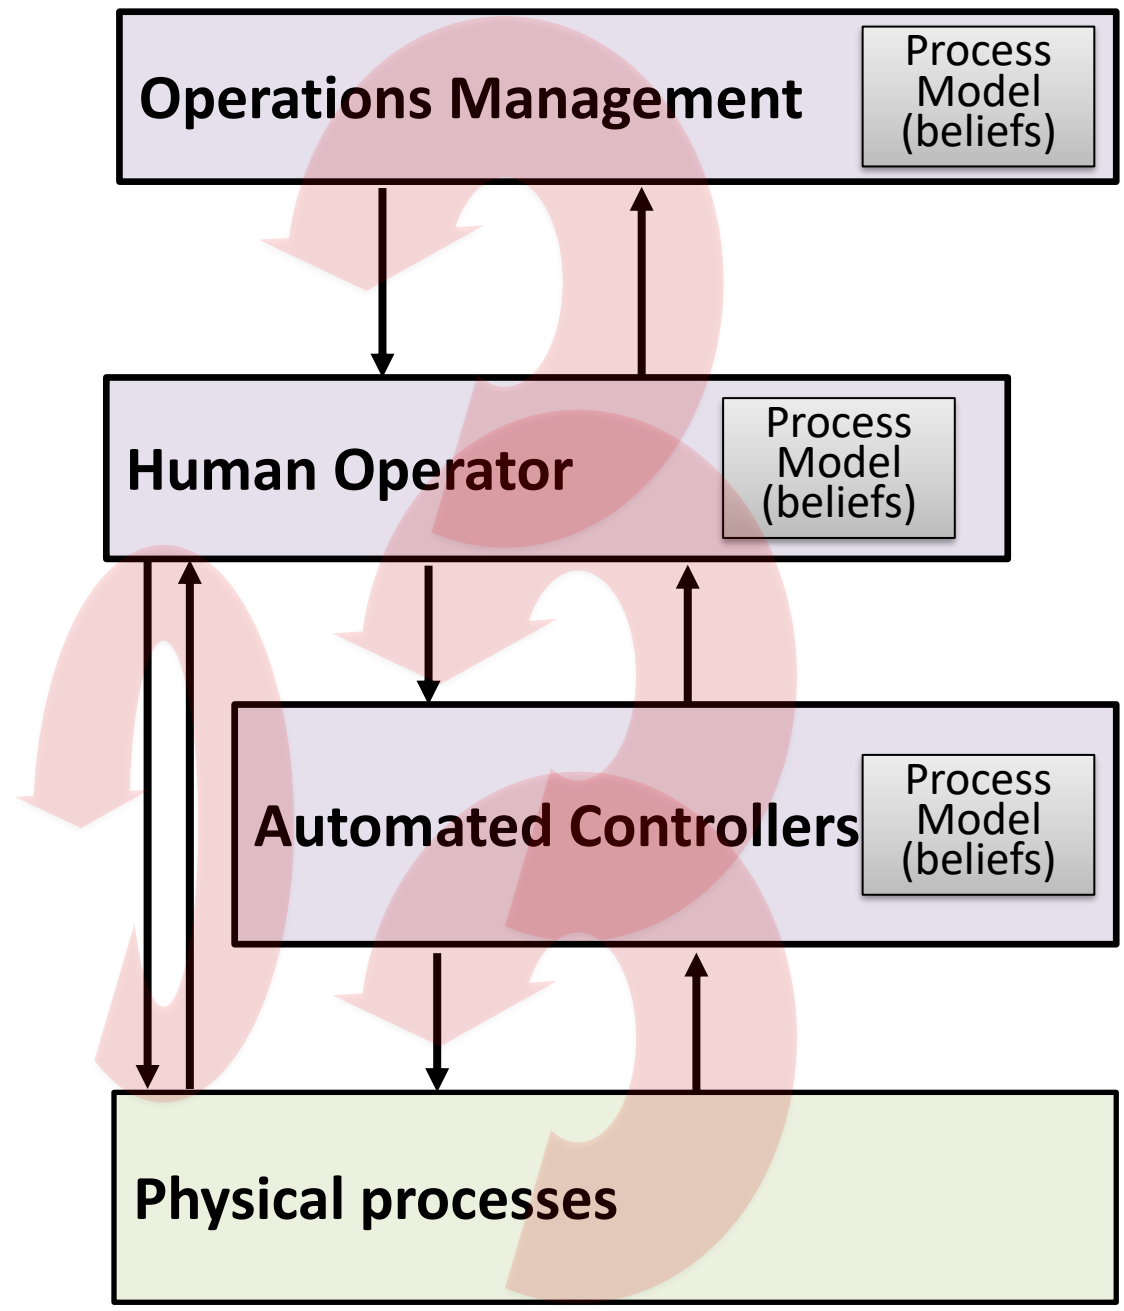 Operations Management
Process
Model
(beliefs)
Human Operator
Process
Model
(beliefs)
Automated Controllers
Process
Model
(beliefs)
Physical processes